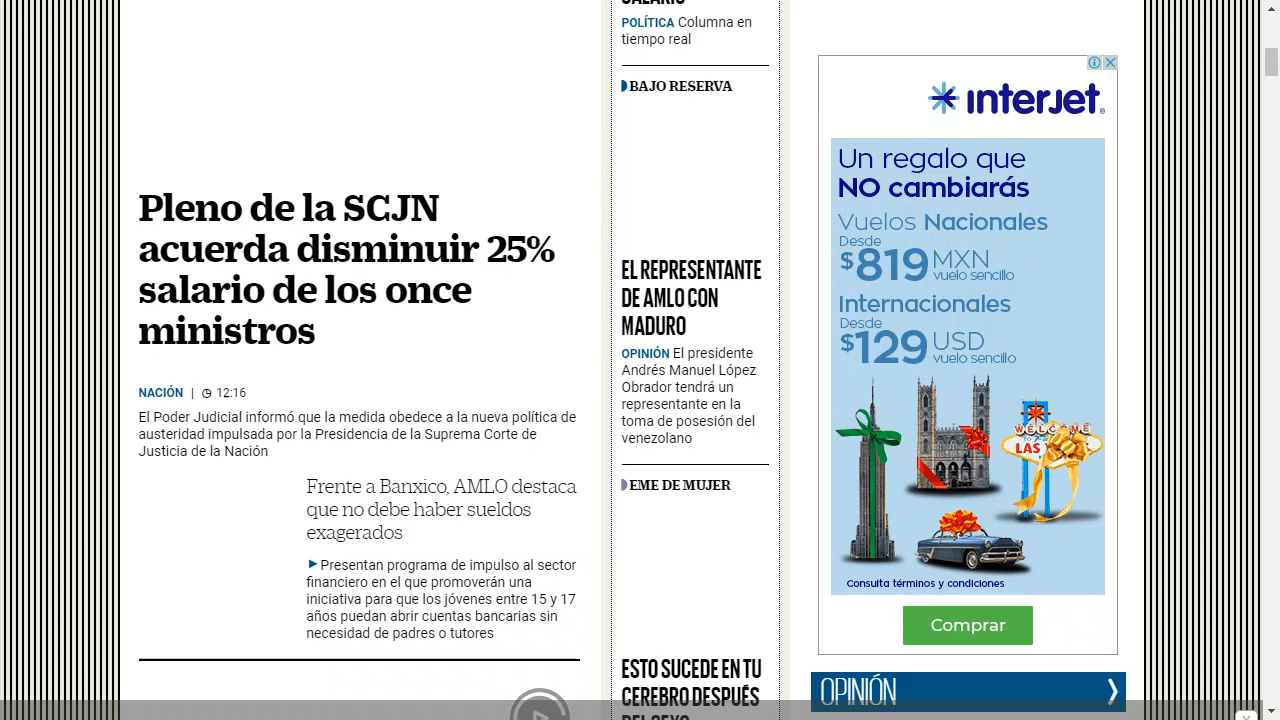 Pleno de la SCJN
acuerda disminuir 25%
salario de los once
ministros
NACIÓN | 12:16
El Poder Judicial informó que la medida obedece a la nueva política de
austeridad impulsada por la Presidencia de la Suprema Corte de
Justicia de la Nación
Frente a Banxico, AMLO destaca
que no debe haber sueldos
exagerados
Presentan programa de impulso al sector
financiero en el que promoverán una
iniciativa para que los jóvenes entre 15 y 17
años puedan abrir cuentas bancarias sin
necesidad de padres o tutores
SALARIO
POLÍTICA Columna en
tiempo real
BAJO RESERVA
EL REPRESENTANTE
DE AMLO CON
MADURO
OPINIÓN El presidente
Andrés Manuel López
Obrador tendrá un
representante en la
toma de posesión del
venezolano
EME DE MUJER
ESTO SUCEDE EN TU
CEREBRO DESPUÉS
DEL SEXO
interjet®
Un regalo que
NO cambiarás
Vuelos Nacionales
Desde
$819 MXN
vuelo sencillo
Internacionales
Desde
$129 USD
vuelo sencillo
WELCOME
TO
LAS
Consulta términos y condiciones
Comprar
OPINIÓN